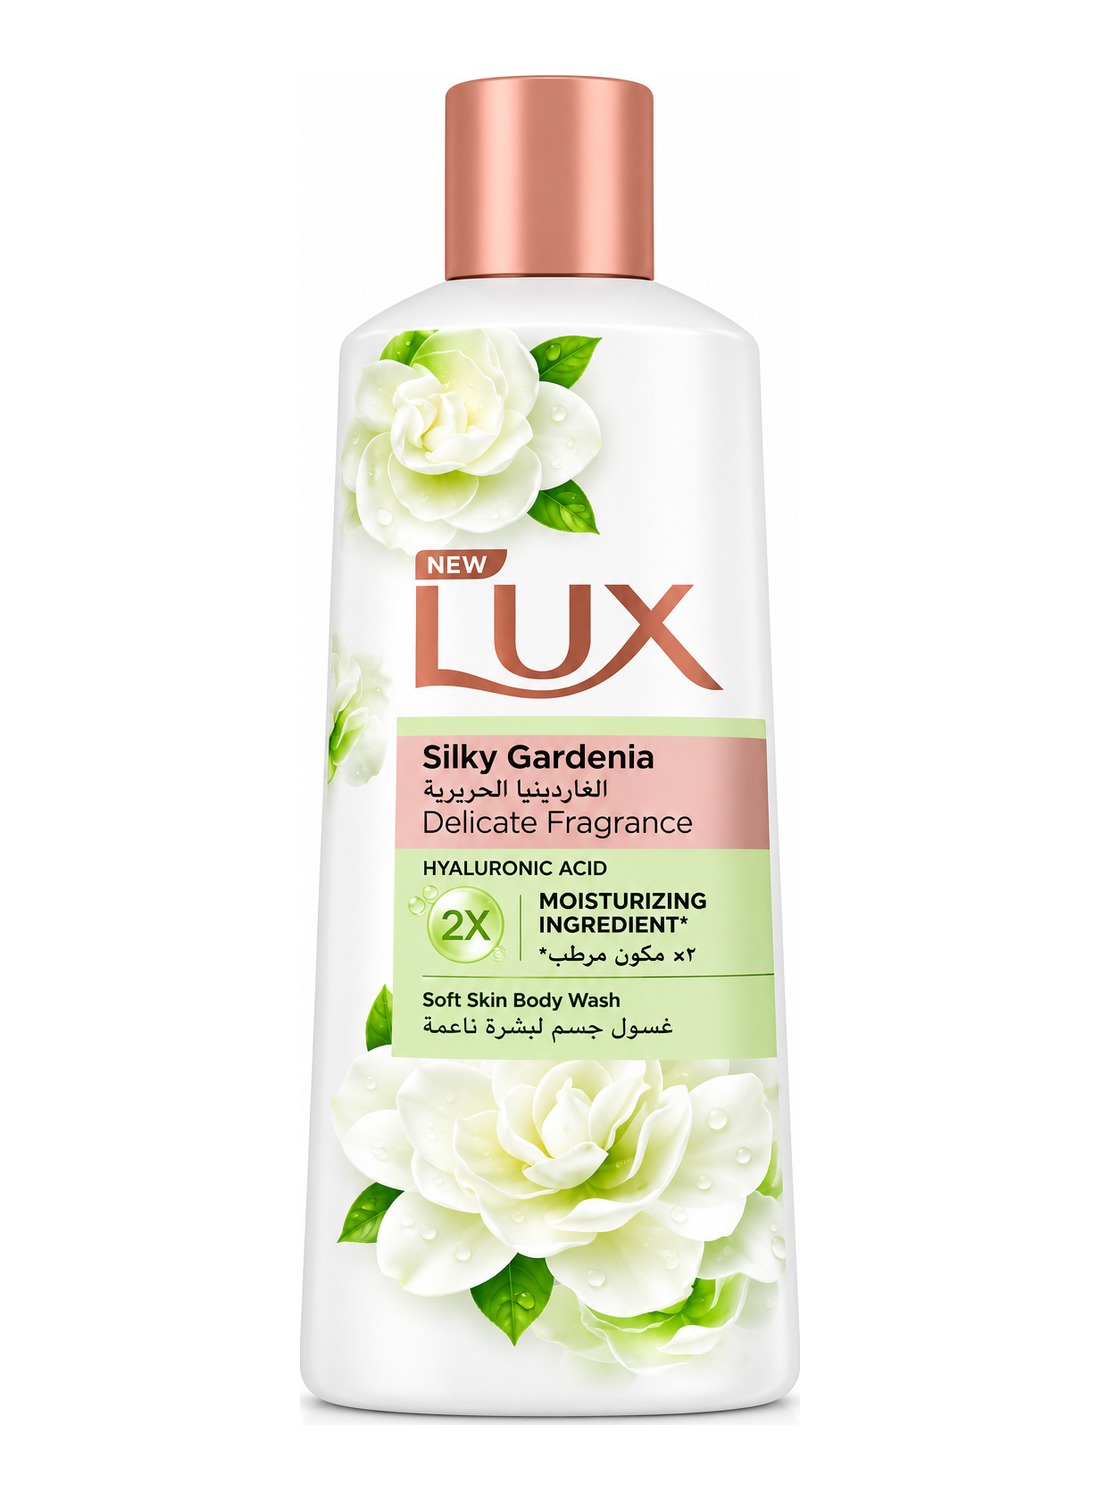 NEW
LUX
Silky Gardenia
الغاردينيا الحريرية
Delicate Fragrance
HYALURONIC ACID
2X
MOISTURIZING
INGREDIENT*
x٢ مكون مرطب*
Soft Skin Body Wash
غسول جسم لبشرة ناعمة